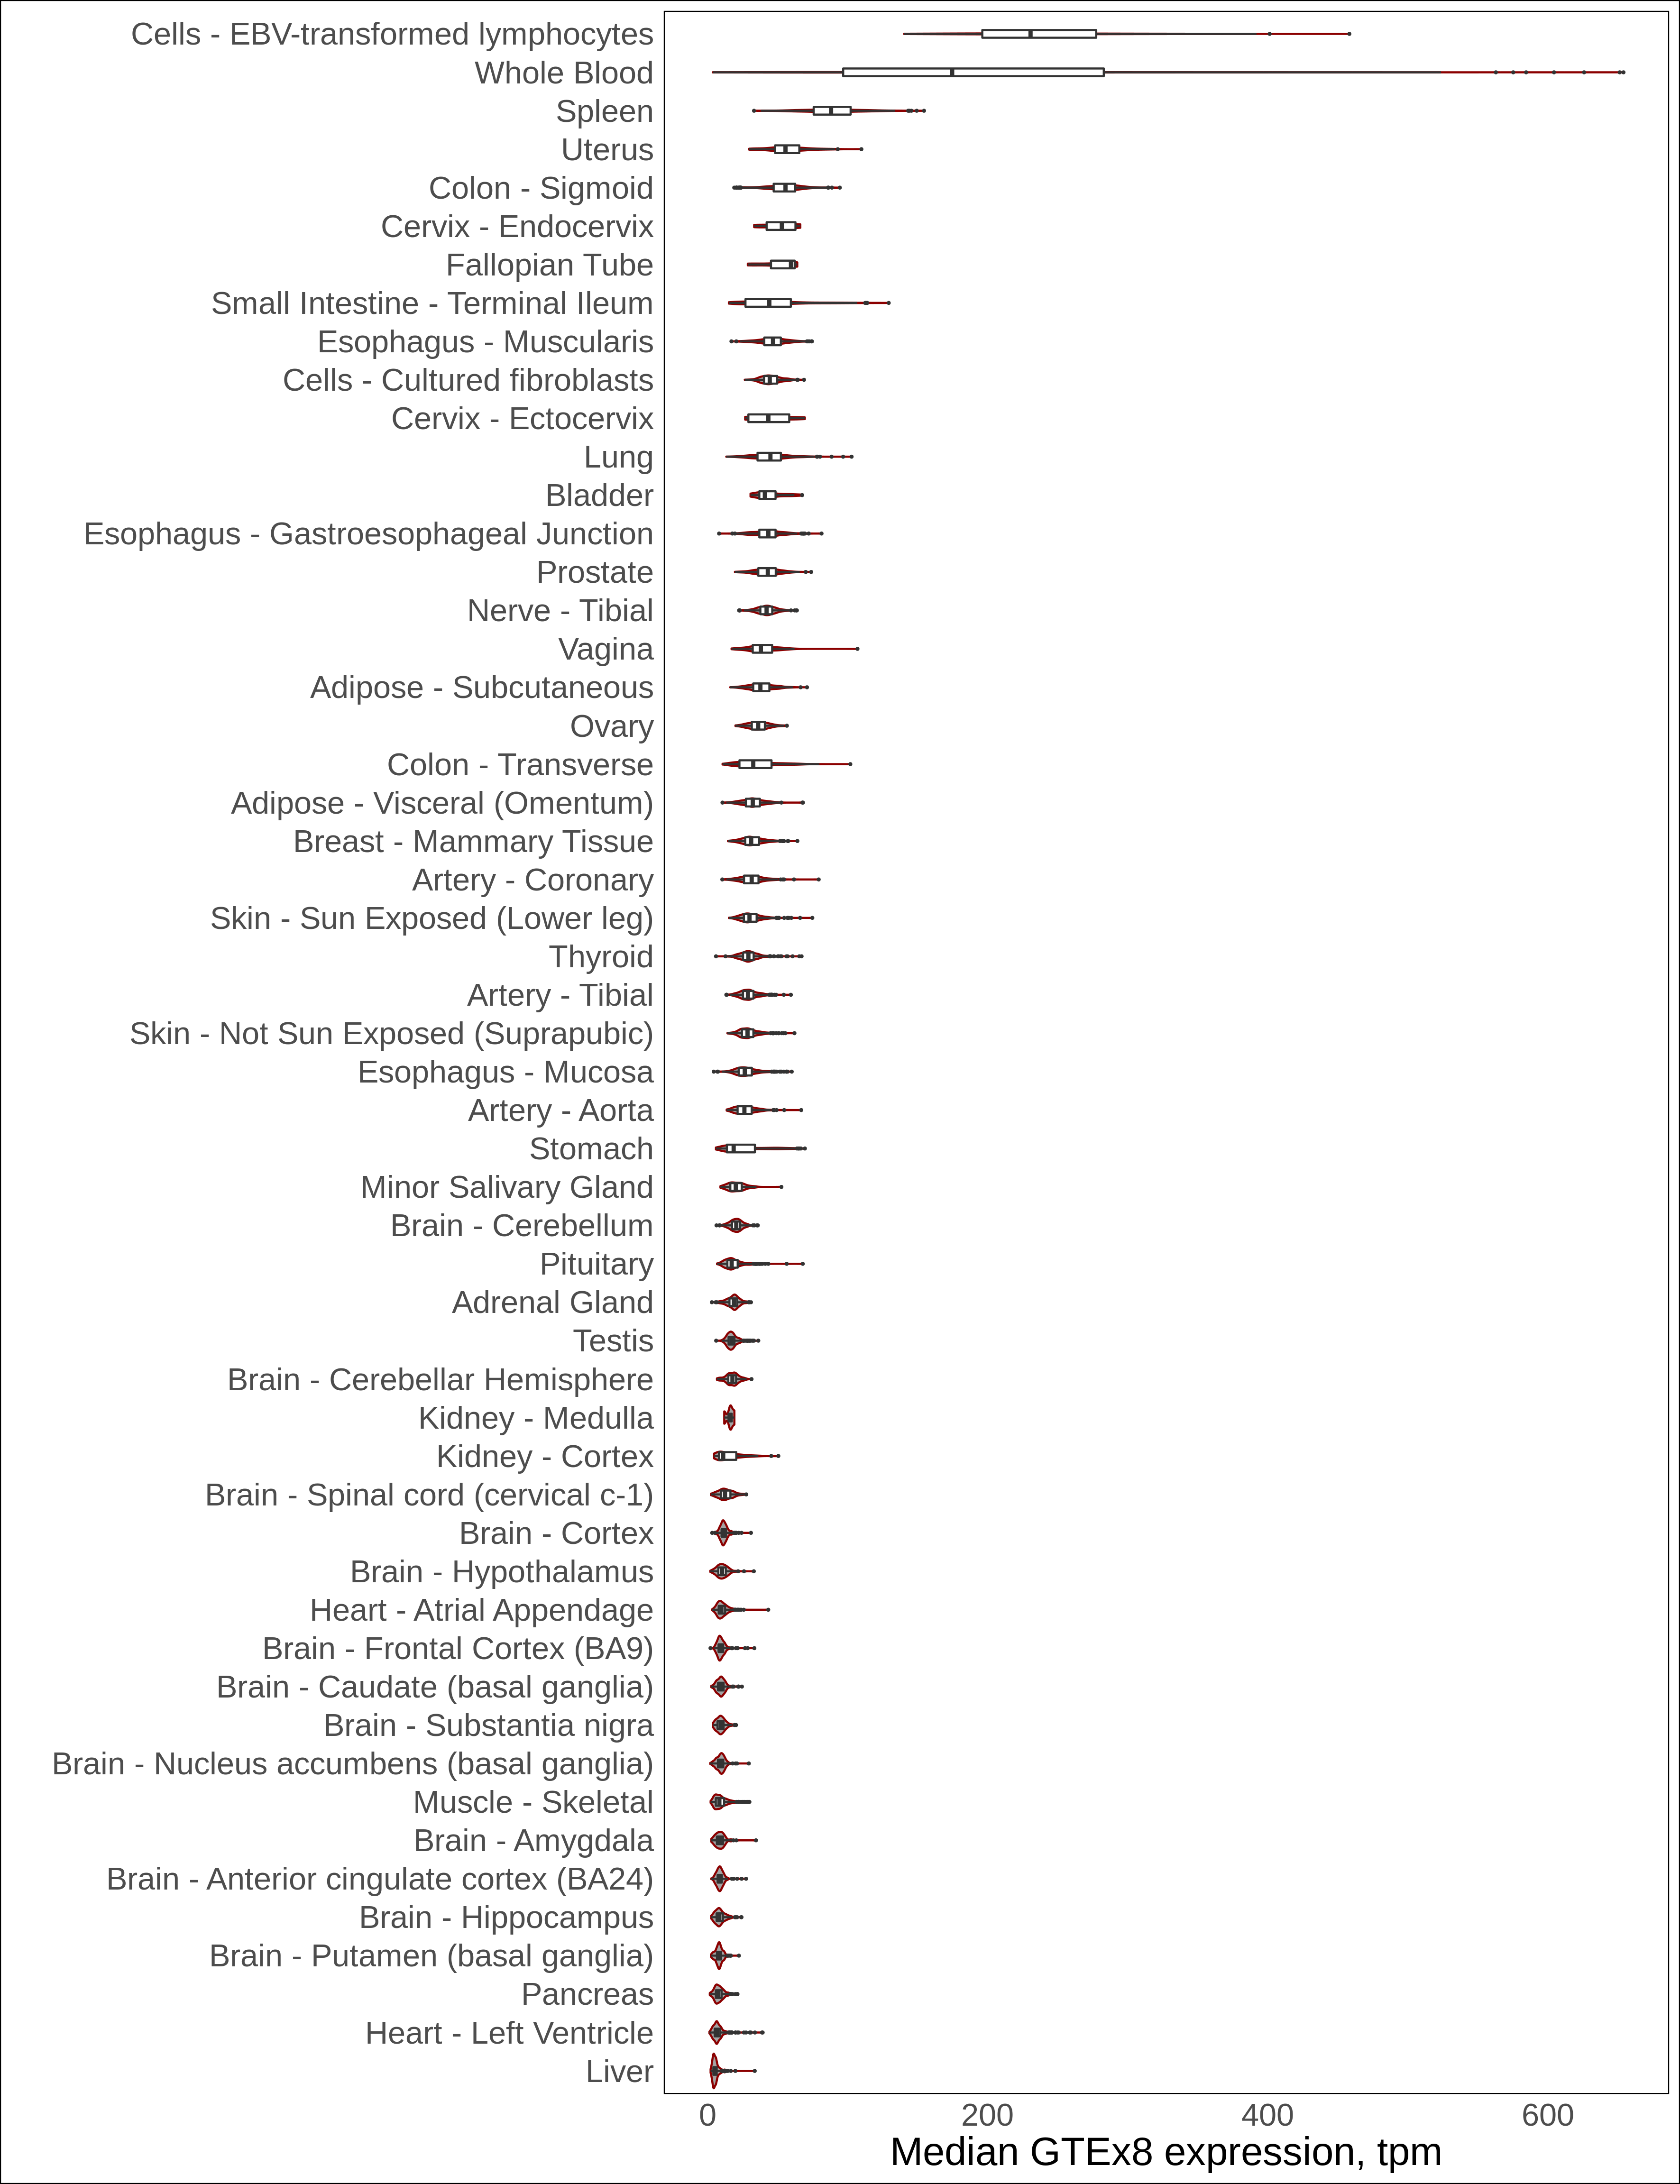 Cells - EBV-transformed lymphocytes
Whole Blood
Spleen
Uterus
Colon - Sigmoid
Cervix - Endocervix
Fallopian Tube
Small Intestine - Terminal Ileum
Esophagus - Muscularis
Cells - Cultured fibroblasts
Cervix - Ectocervix
Lung
Bladder
Esophagus - Gastroesophageal Junction
Prostate
Nerve - Tibial
Vagina
Adipose - Subcutaneous
Ovary
Colon - Transverse
Adipose - Visceral (Omentum)
Breast - Mammary Tissue
Artery - Coronary
Skin - Sun Exposed (Lower leg)
Thyroid
Artery - Tibial
Skin - Not Sun Exposed (Suprapubic)
Esophagus - Mucosa
Artery - Aorta
Stomach
Minor Salivary Gland
Brain - Cerebellum
Pituitary
Adrenal Gland
Testis
Brain - Cerebellar Hemisphere
Kidney - Medulla
Kidney - Cortex
Brain - Spinal cord (cervical c-1)
Brain - Cortex
Brain - Hypothalamus
Heart - Atrial Appendage
Brain - Frontal Cortex (BA9)
Brain - Caudate (basal ganglia)
Brain - Substantia nigra
Brain - Nucleus accumbens (basal ganglia)
Muscle - Skeletal
Brain - Amygdala
Brain - Anterior cingulate cortex (BA24)
Brain - Hippocampus
Brain - Putamen (basal ganglia)
Pancreas
Heart - Left Ventricle
Liver
0 200 400 600
Median GTEx8 expression, tpm